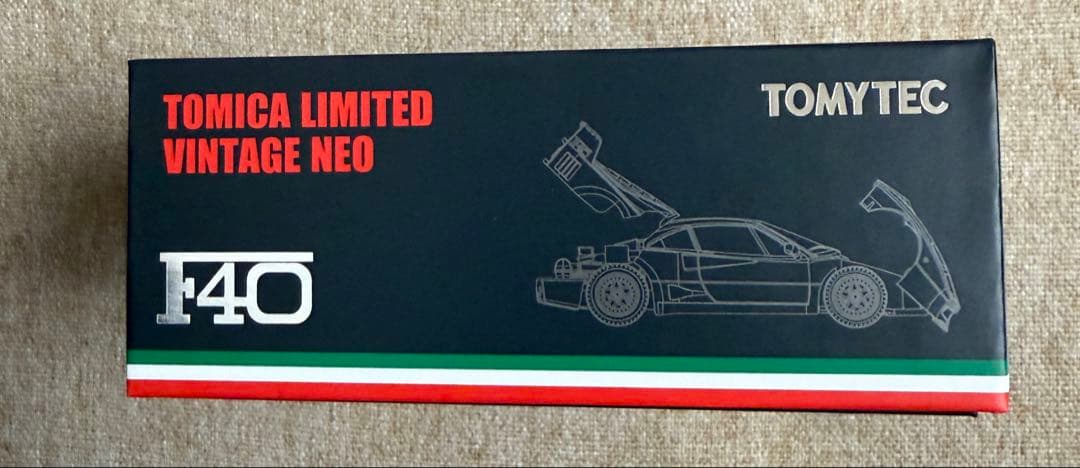 TOMICA LIMITED
VINTAGE NEO
TOMYTEC
F40